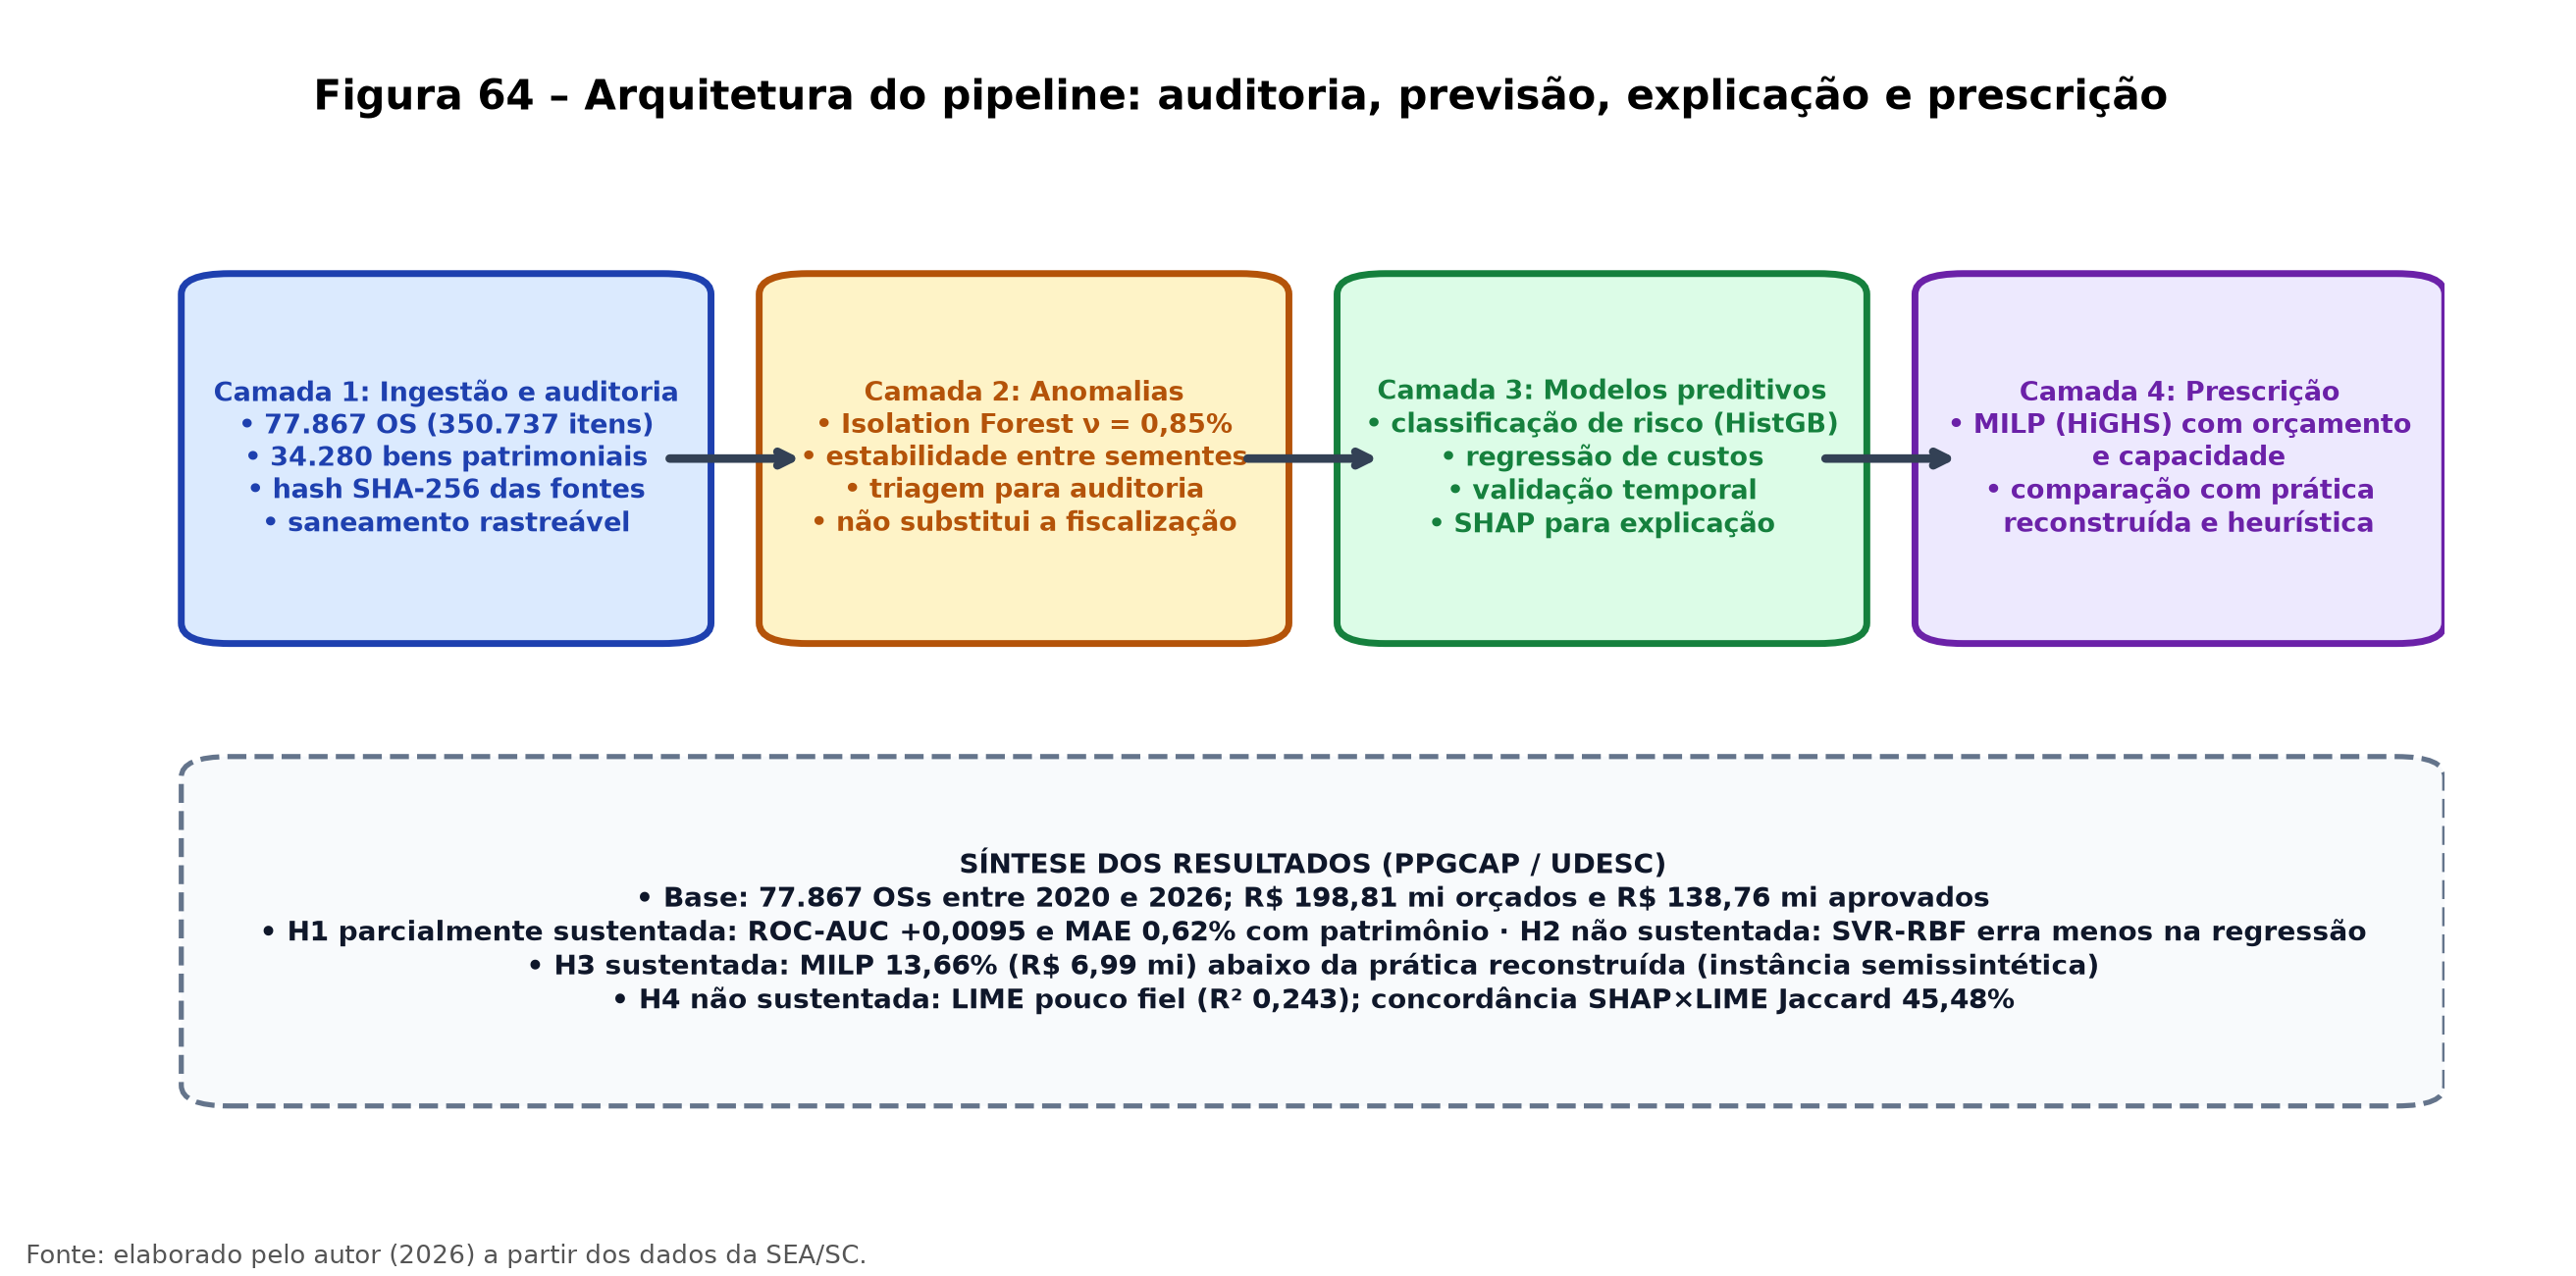 Figura 64 – Arquitetura do pipeline: auditoria, previsão, explicação e prescrição
Camada 1: Ingestão e auditoria
• 77.867 OS (350.737 itens)
• 34.280 bens patrimoniais
• hash SHA-256 das fontes
• saneamento rastreável
Camada 2: Anomalias
• Isolation Forest ν = 0,85%
• estabilidade entre sementes
• triagem para auditoria
• não substitui a fiscalização
Camada 3: Modelos preditivos
• classificação de risco (HistGB)
• regressão de custos
• validação temporal
• SHAP para explicação
Camada 4: Prescrição
• MILP (HiGHS) com orçamento
e capacidade
• comparação com prática
reconstruída e heurística
SÍNTESE DOS RESULTADOS (PPGCAP / UDESC)
• Base: 77.867 OSs entre 2020 e 2026; R$ 198,81 mi orçados e R$ 138,76 mi aprovados
• H1 parcialmente sustentada: ROC-AUC +0,0095 e MAE 0,62% com patrimônio · H2 não sustentada: SVR-RBF erra menos na regressão
• H3 sustentada: MILP 13,66% (R$ 6,99 mi) abaixo da prática reconstruída (instância semissintética)
• H4 não sustentada: LIME pouco fiel (R² 0,243); concordância SHAP×LIME Jaccard 45,48%
Fonte: elaborado pelo autor (2026) a partir dos dados da SEA/SC.